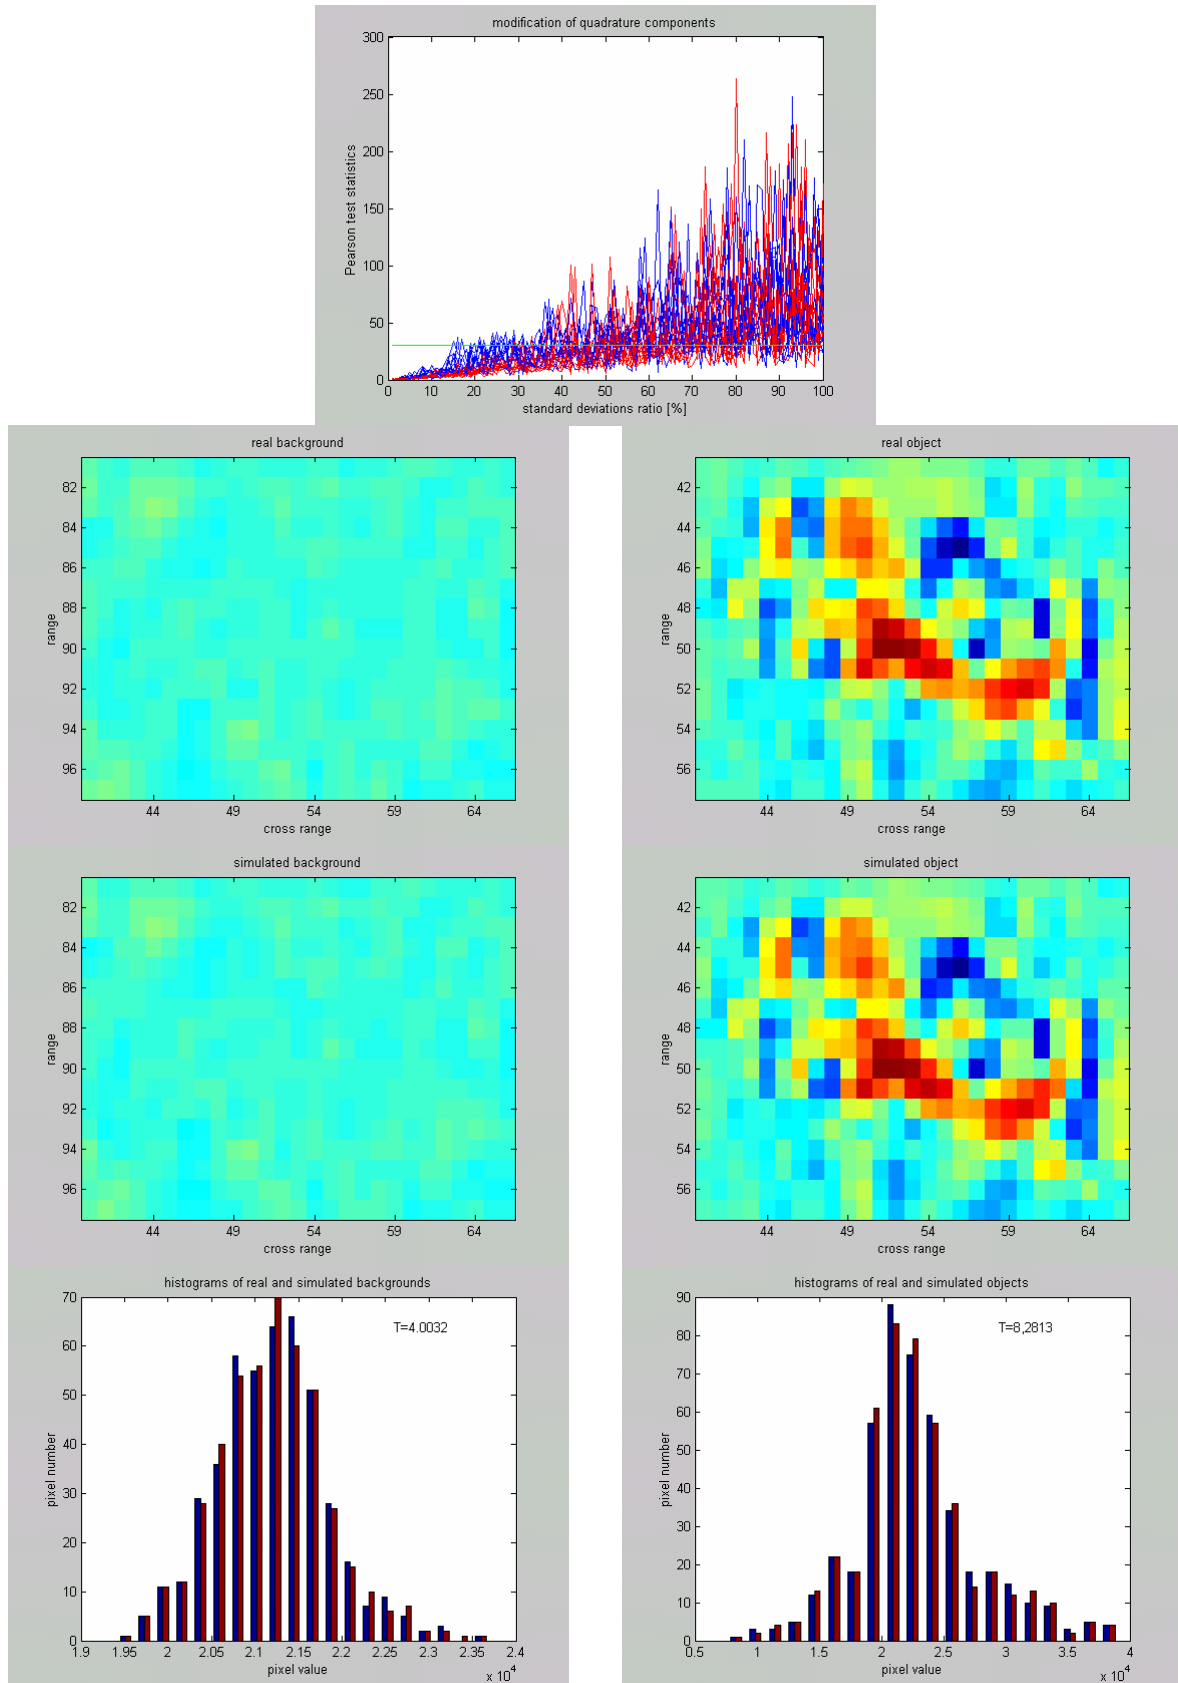 modification of quadrature components
300
250
200
150
100
50
0
Pearson test statistics
0 10 20 30 40 50 60 70 80 90 100
standard deviations ratio [%]
real background
82
84
86
88
90
92
94
96
range
44 49 54 59 64
cross range
real object
42
44
46
48
50
52
54
56
range
44 49 54 59 64
cross range
simulated background
82
84
86
88
90
92
94
96
range
44 49 54 59 64
cross range
simulated object
42
44
46
48
50
52
54
56
range
44 49 54 59 64
cross range
histograms of real and simulated backgrounds
T=4.0032
70
60
50
40
30
20
10
0
pixel number
1.9 1.95 2 2.05 2.1 2.15 2.2 2.25 2.3 2.35 2.4
pixel value
x 10^4
histograms of real and simulated objects
T=8,2813
90
80
70
60
50
40
30
20
10
0
pixel number
0.5 1 1.5 2 2.5 3 3.5 4
pixel value
x 10^4